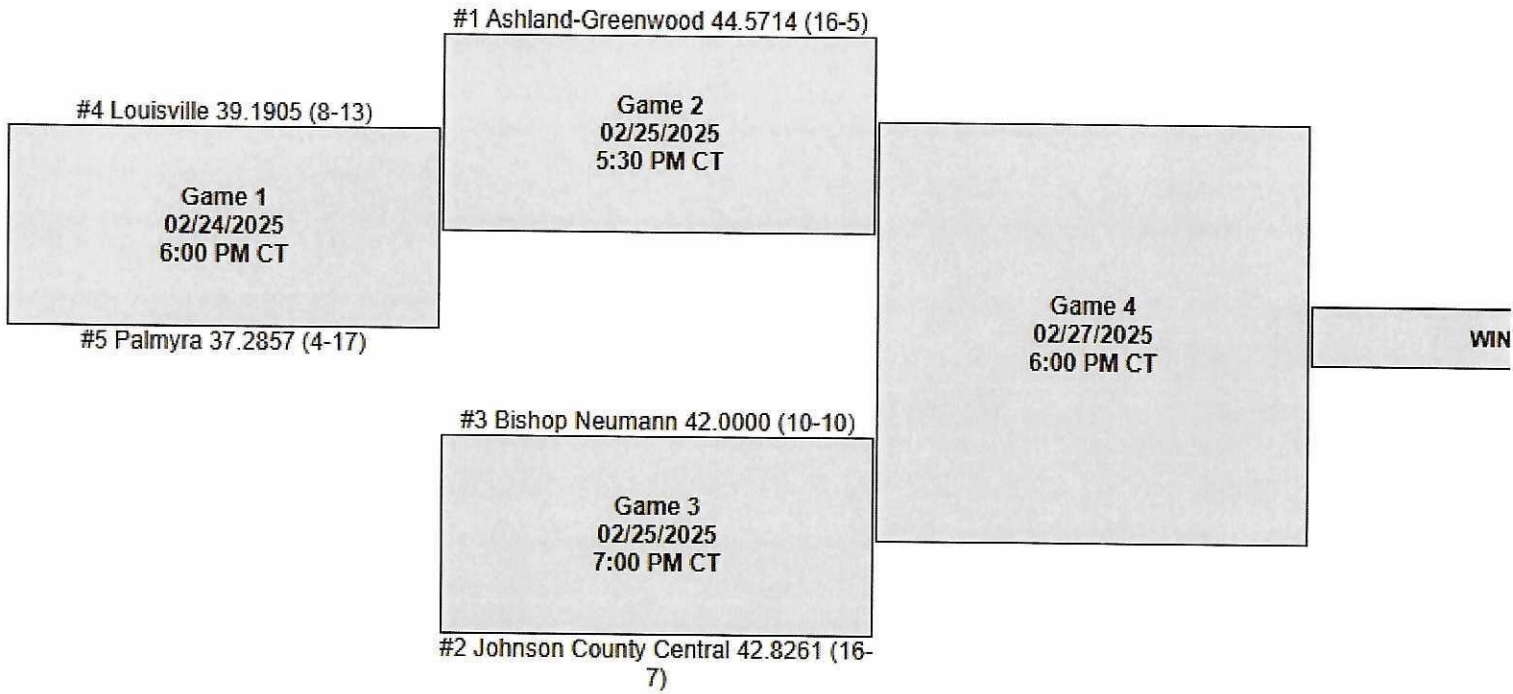 #1 Ashland-Greenwood 44.5714 (16-5)
#4 Louisville 39.1905 (8-13)
Game 2
02/25/2025
5:30 PM CT
Game 1
02/24/2025
6:00 PM CT
#5 Palmyra 37.2857 (4-17)
Game 4
02/27/2025
6:00 PM CT
WIN
#3 Bishop Neumann 42.0000 (10-10)
Game 3
02/25/2025
7:00 PM CT
#2 Johnson County Central 42.8261 (16-
7)